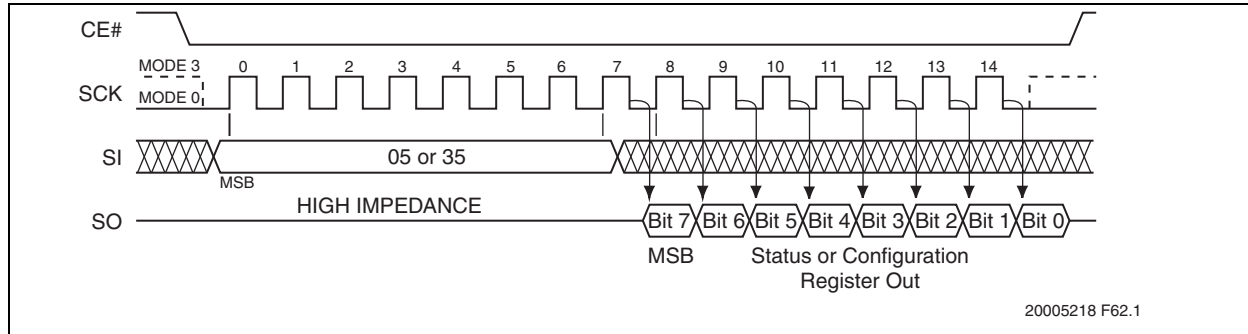 CE#
MODE 3 0 1 2 3 4 5 6 7 8 9 10 11 12 13 14
SCK MODE 0
SI 05 or 35
MSB
HIGH IMPEDANCE
SO Bit 7 Bit 6 Bit 5 Bit 4 Bit 3 Bit 2 Bit 1 Bit 0
MSB Status or Configuration
Register Out
20005218 F62.1